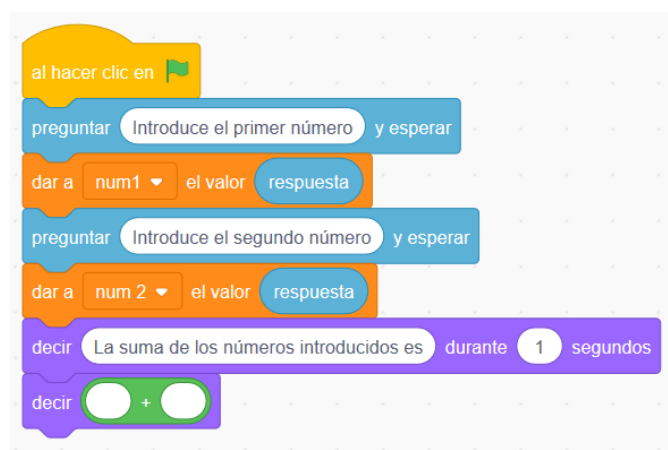 al hacer clic en
preguntar Introduce el primer número y esperar
dar a num1 el valor respuesta
preguntar Introduce el segundo número y esperar
dar a num 2 el valor respuesta
decir La suma de los números introducidos es durante 1 segundos
decir +